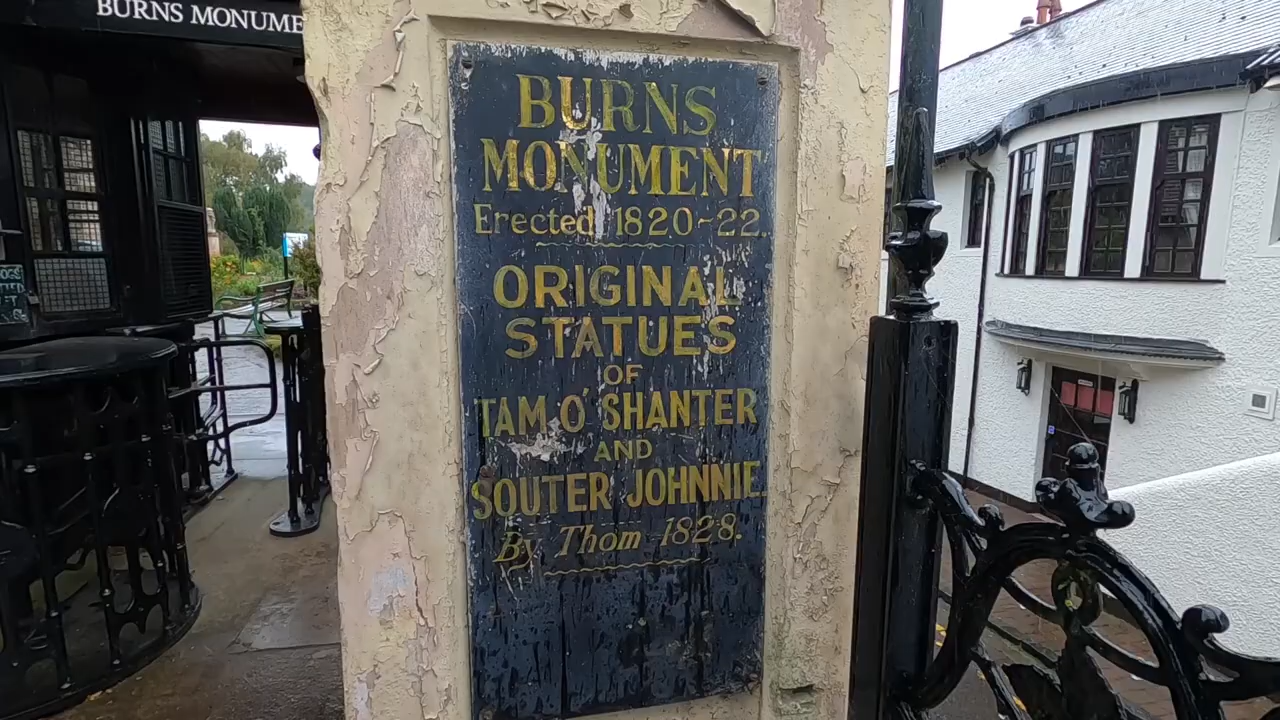 BURNS MONUME
BURNS
MONUMENT
Erected 1820~22.
ORIGINAL
STATUES
OF
TAM O' SHANTER
AND
SOUTER JOHNNIE.
By Thom 1828.